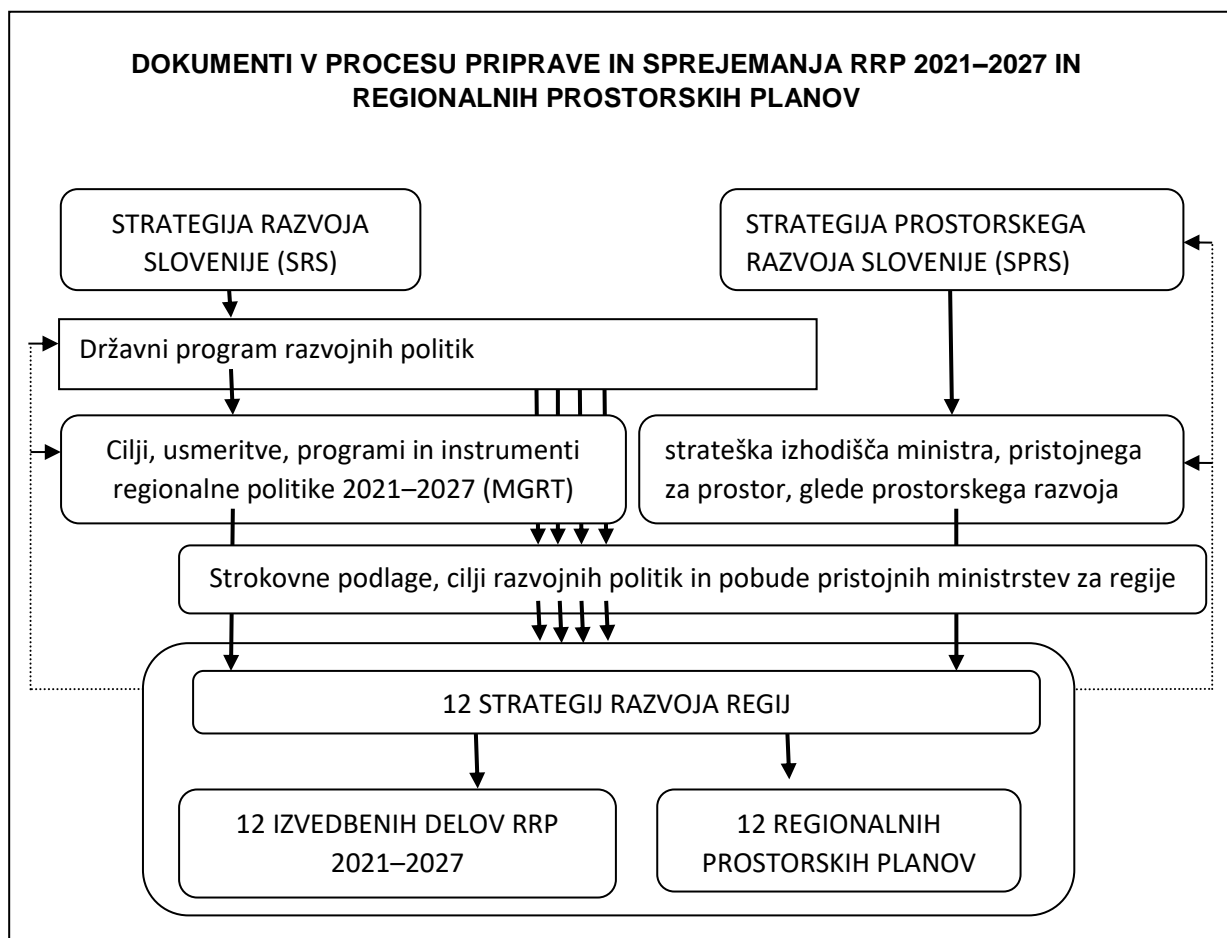 DOKUMENTI V PROCESU PRIPRAVE IN SPREJEMANJA RRP 2021–2027 IN
REGIONALNIH PROSTORSKIH PLANOV
STRATEGIJA RAZVOJA
SLOVENIJE (SRS)
STRATEGIJA PROSTORSKEGA
RAZVOJA SLOVENIJE (SPRS)
Državni program razvojnih politik
Cilji, usmeritve, programi in instrumenti
regionalne politike 2021–2027 (MGRT)
strateška izhodišča ministra, pristojnega
za prostor, glede prostorskega razvoja
Strokovne podlage, cilji razvojnih politik in pobude pristojnih ministrstev za regije
12 STRATEGIJ RAZVOJA REGIJ
12 IZVEDBENIH DELOV RRP
2021–2027
12 REGIONALNIH
PROSTORSKIH PLANOV